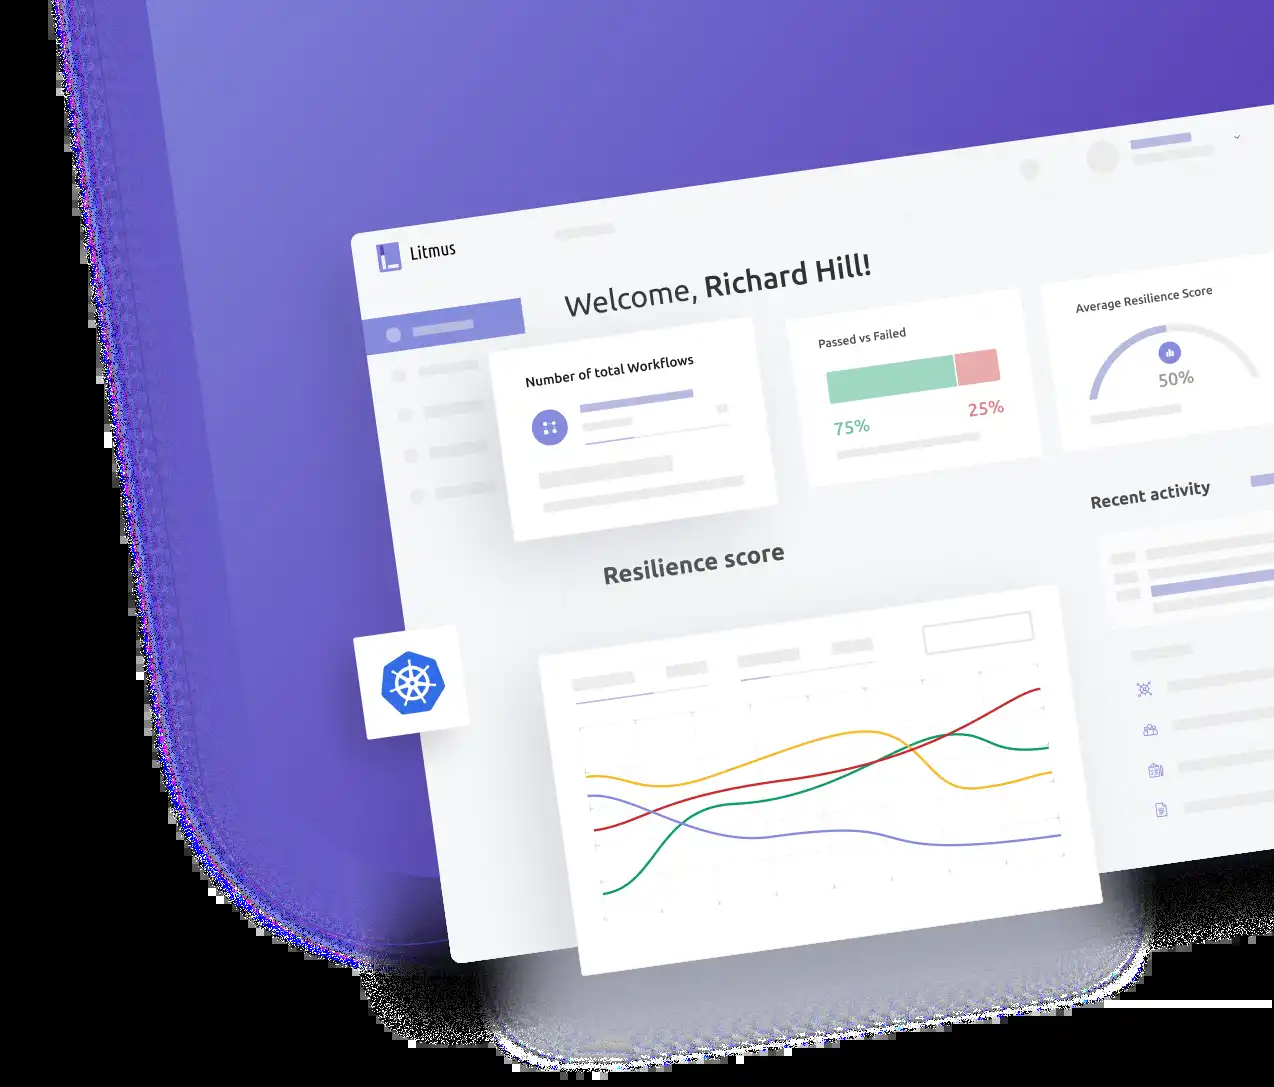 Litmus
Welcome, Richard Hill!
Number of total Workflows
Passed vs Failed
75%
25%
Average Resilience Score
50%
Recent activity
Resilience score